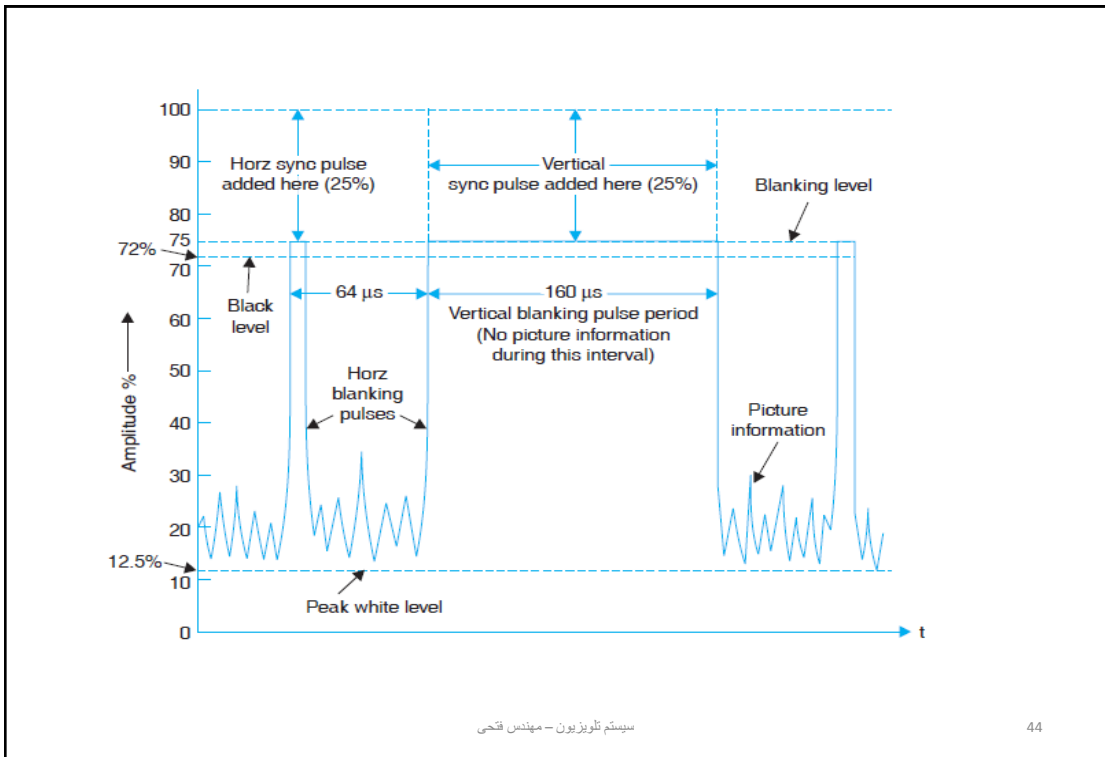 100
90
80
75
72%
70
60
50
40
30
20
12.5%
10
0
Amplitude %
Horz sync pulse
added here (25%)
Vertical
sync pulse added here (25%)
Blanking level
Black
level
64 µs
160 µs
Vertical blanking pulse period
(No picture information
during this interval)
Horz
blanking
pulses
Picture
information
Peak white level
t
سیستم تلویزیون – مهندس فتحی
44